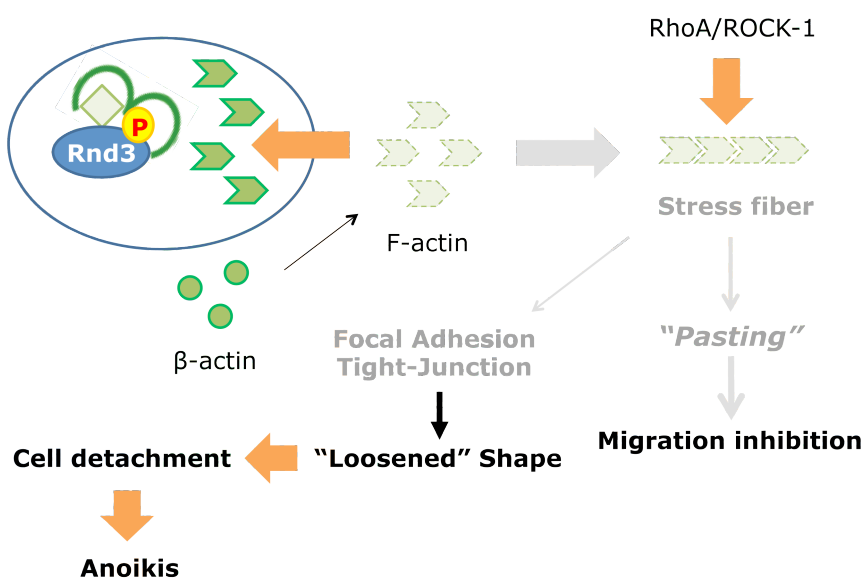 RhoA/ROCK-1
P
Rnd3
Stress fiber
F-actin
β-actin
Focal Adhesion
Tight-Junction
“Pasting”
Migration inhibition
Cell detachment
“Loosened” Shape
Anoikis